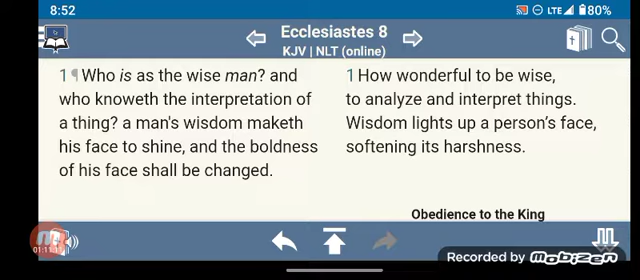 8:52
LTE 80%
Ecclesiastes 8
KJV | NLT (online)
1 ¶ Who is as the wise man? and
who knoweth the interpretation of
a thing? a man's wisdom maketh
his face to shine, and the boldness
of his face shall be changed.
1 How wonderful to be wise,
to analyze and interpret things.
Wisdom lights up a person's face,
softening its harshness.
Obedience to the King
Recorded by Mobizen